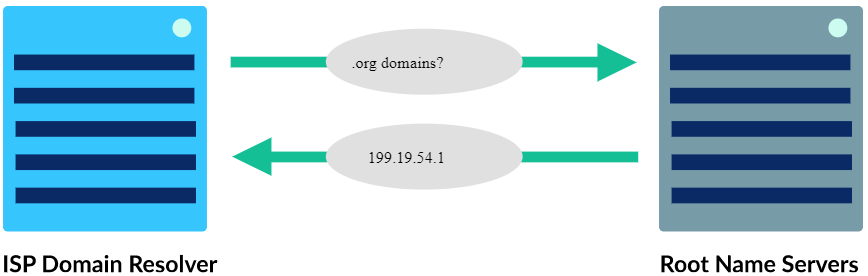 .org domains?
199.19.54.1
ISP Domain Resolver
Root Name Servers